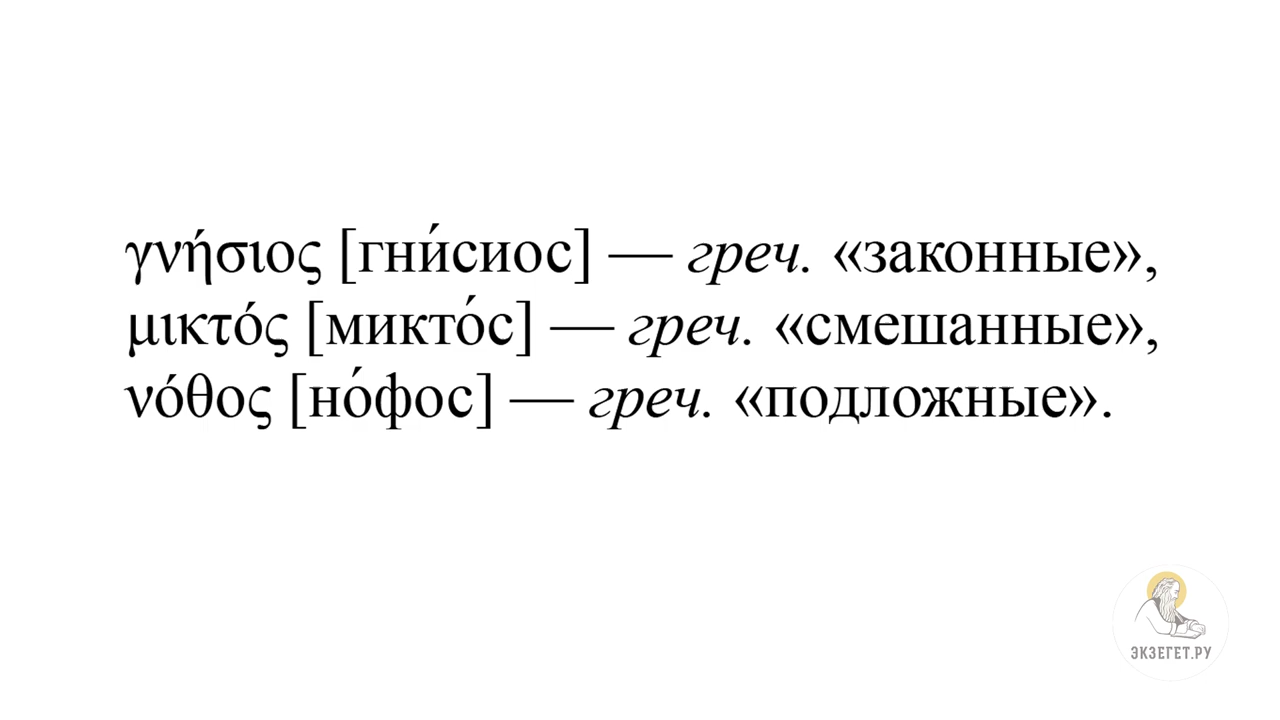 γνήσιος [гни́сиос] — греч. «законные»,
μικτός [микто́с] — греч. «смешанные»,
νόθος [но́фос] — греч. «подложные».
ЭКЗЕГЕТ.РУ